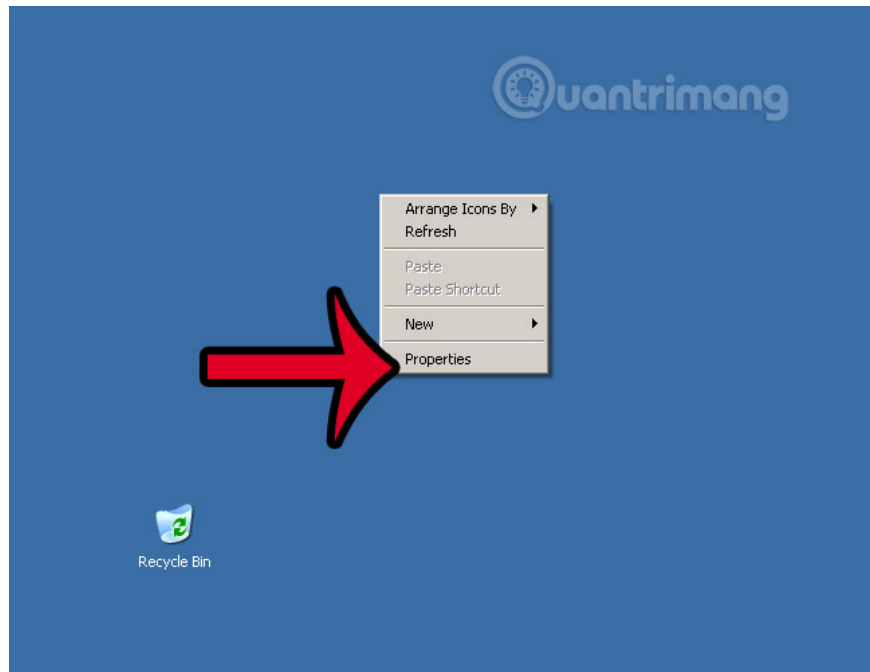 Quantrimang
Arrange Icons By
Refresh
Paste
Paste Shortcut
New
Properties
Recycle Bin